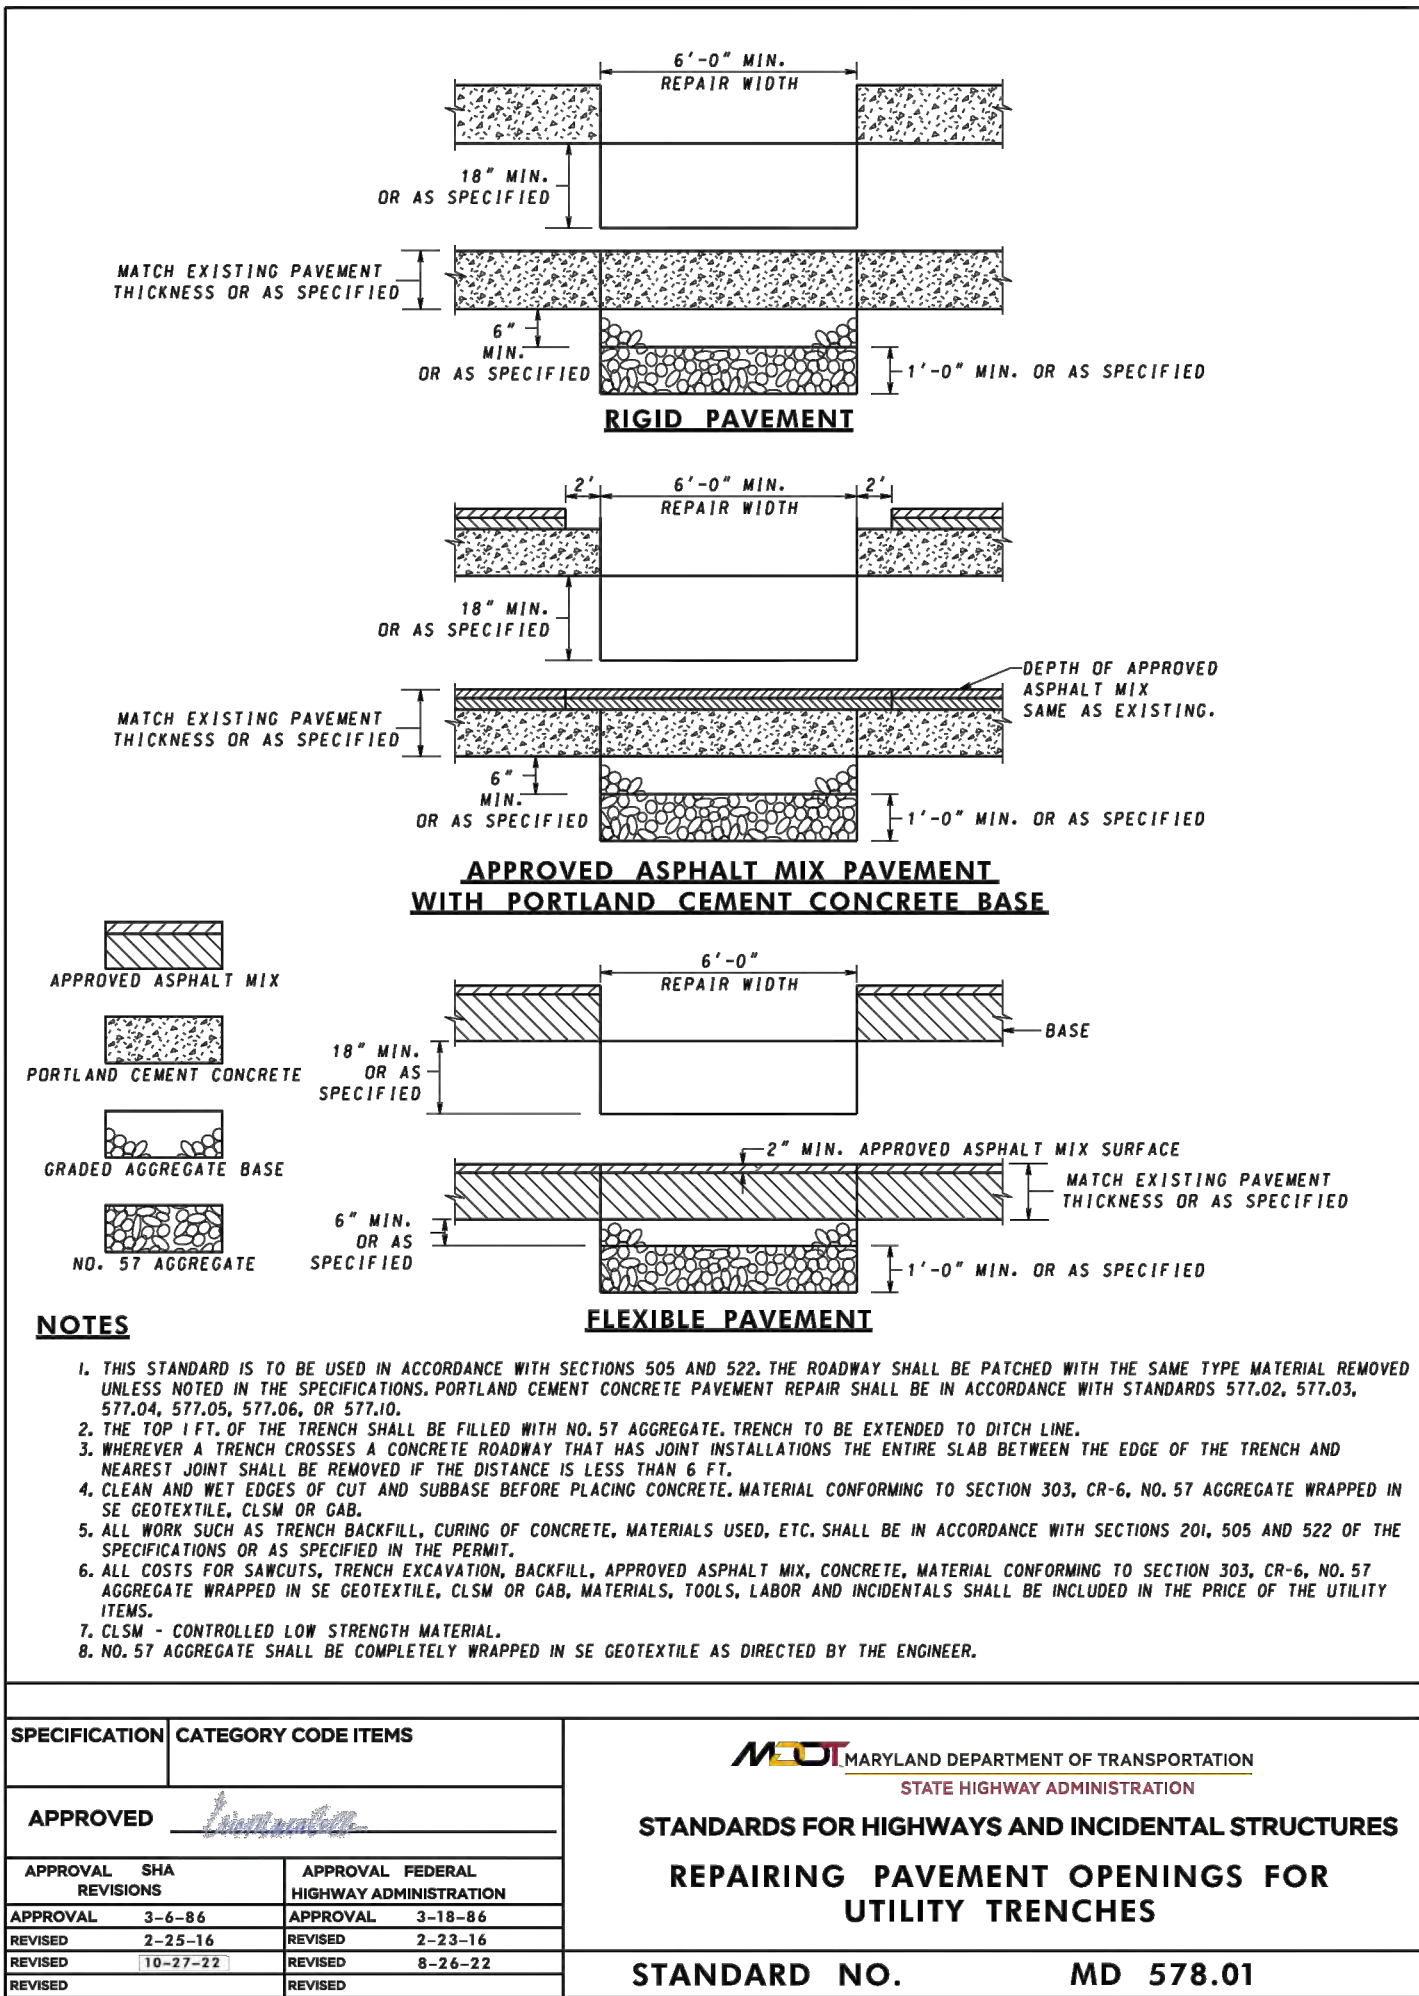 6'-0" MIN.
REPAIR WIDTH
18" MIN.
OR AS SPECIFIED
MATCH EXISTING PAVEMENT
THICKNESS OR AS SPECIFIED
6"
MIN.
OR AS SPECIFIED
1'-0" MIN. OR AS SPECIFIED
RIGID PAVEMENT
2'
6'-0" MIN.
2'
REPAIR WIDTH
18" MIN.
OR AS SPECIFIED
DEPTH OF APPROVED
ASPHALT MIX
SAME AS EXISTING.
MATCH EXISTING PAVEMENT
THICKNESS OR AS SPECIFIED
6"
MIN.
OR AS SPECIFIED
1'-0" MIN. OR AS SPECIFIED
APPROVED ASPHALT MIX PAVEMENT
WITH PORTLAND CEMENT CONCRETE BASE
APPROVED ASPHALT MIX
PORTLAND CEMENT CONCRETE
GRADED AGGREGATE BASE
NO. 57 AGGREGATE
6'-0"
REPAIR WIDTH
BASE
18" MIN.
OR AS
SPECIFIED
2" MIN. APPROVED ASPHALT MIX SURFACE
MATCH EXISTING PAVEMENT
THICKNESS OR AS SPECIFIED
6" MIN.
OR AS
SPECIFIED
1'-0" MIN. OR AS SPECIFIED
FLEXIBLE PAVEMENT
NOTES
1. THIS STANDARD IS TO BE USED IN ACCORDANCE WITH SECTIONS 505 AND 522. THE ROADWAY SHALL BE PATCHED WITH THE SAME TYPE MATERIAL REMOVED
UNLESS NOTED IN THE SPECIFICATIONS. PORTLAND CEMENT CONCRETE PAVEMENT REPAIR SHALL BE IN ACCORDANCE WITH STANDARDS 577.02, 577.03,
577.04, 577.05, 577.06, OR 577.10.
2. THE TOP 1 FT. OF THE TRENCH SHALL BE FILLED WITH NO. 57 AGGREGATE. TRENCH TO BE EXTENDED TO DITCH LINE.
3. WHEREVER A TRENCH CROSSES A CONCRETE ROADWAY THAT HAS JOINT INSTALLATIONS THE ENTIRE SLAB BETWEEN THE EDGE OF THE TRENCH AND
NEAREST JOINT SHALL BE REMOVED IF THE DISTANCE IS LESS THAN 6 FT.
4. CLEAN AND WET EDGES OF CUT AND SUBBASE BEFORE PLACING CONCRETE. MATERIAL CONFORMING TO SECTION 303, CR-6, NO. 57 AGGREGATE WRAPPED IN
SE GEOTEXTILE, CLSM OR GAB.
5. ALL WORK SUCH AS TRENCH BACKFILL, CURING OF CONCRETE, MATERIALS USED, ETC. SHALL BE IN ACCORDANCE WITH SECTIONS 201, 505 AND 522 OF THE
SPECIFICATIONS OR AS SPECIFIED IN THE PERMIT.
6. ALL COSTS FOR SAWCUTS, TRENCH EXCAVATION, BACKFILL, APPROVED ASPHALT MIX, CONCRETE, MATERIAL CONFORMING TO SECTION 303, CR-6, NO. 57
AGGREGATE WRAPPED IN SE GEOTEXTILE, CLSM OR GAB, MATERIALS, TOOLS, LABOR AND INCIDENTALS SHALL BE INCLUDED IN THE PRICE OF THE UTILITY
ITEMS.
7. CLSM - CONTROLLED LOW STRENGTH MATERIAL.
8. NO. 57 AGGREGATE SHALL BE COMPLETELY WRAPPED IN SE GEOTEXTILE AS DIRECTED BY THE ENGINEER.
SPECIFICATION CATEGORY CODE ITEMS
APPROVED
APPROVAL SHA
REVISIONS
APPROVAL FEDERAL
HIGHWAY ADMINISTRATION
APPROVAL 3-6-86 APPROVAL 3-18-86
REVISED 2-25-16 REVISED 2-23-16
REVISED 10-27-22 REVISED 8-26-22
REVISED REVISED
MDOT MARYLAND DEPARTMENT OF TRANSPORTATION
STATE HIGHWAY ADMINISTRATION
STANDARDS FOR HIGHWAYS AND INCIDENTAL STRUCTURES
REPAIRING PAVEMENT OPENINGS FOR
UTILITY TRENCHES
STANDARD NO. MD 578.01